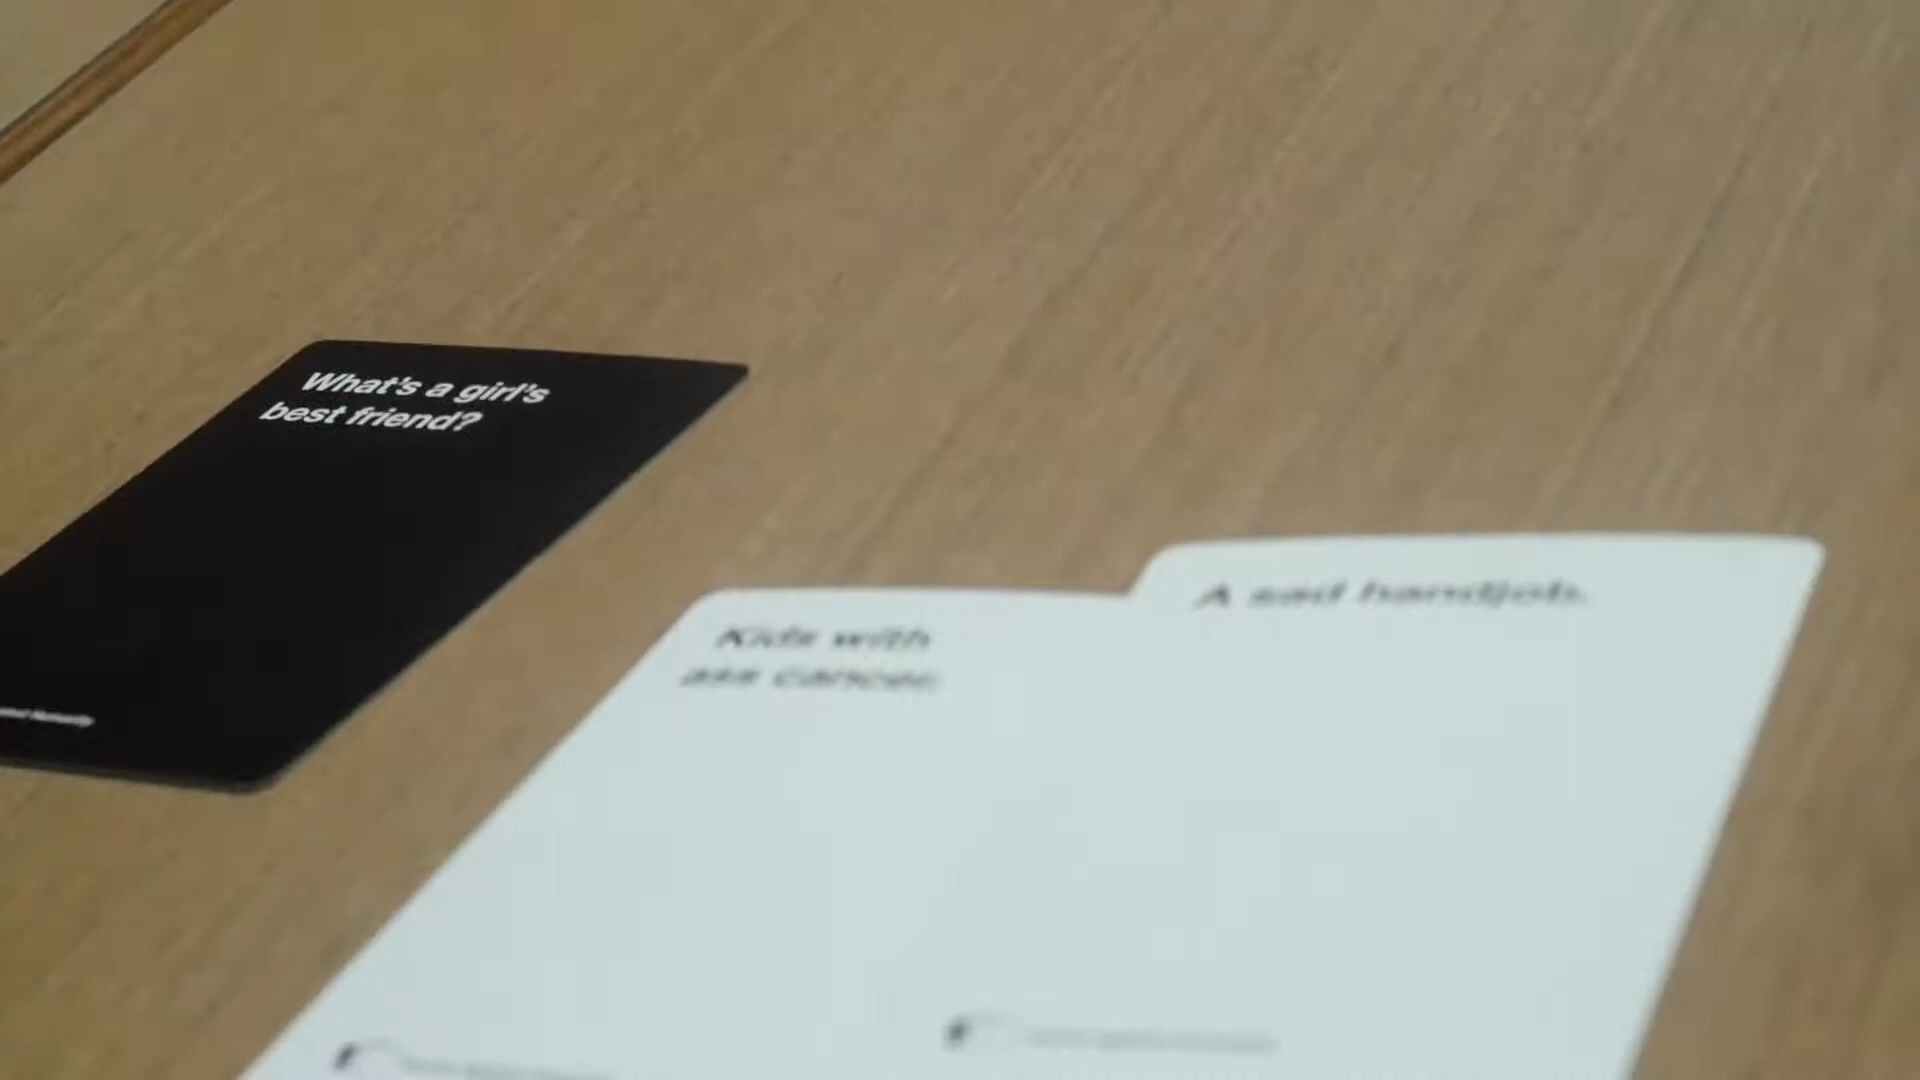 What's a girl's
best friend?
Kids with
ass cancer.
A sad handjob.